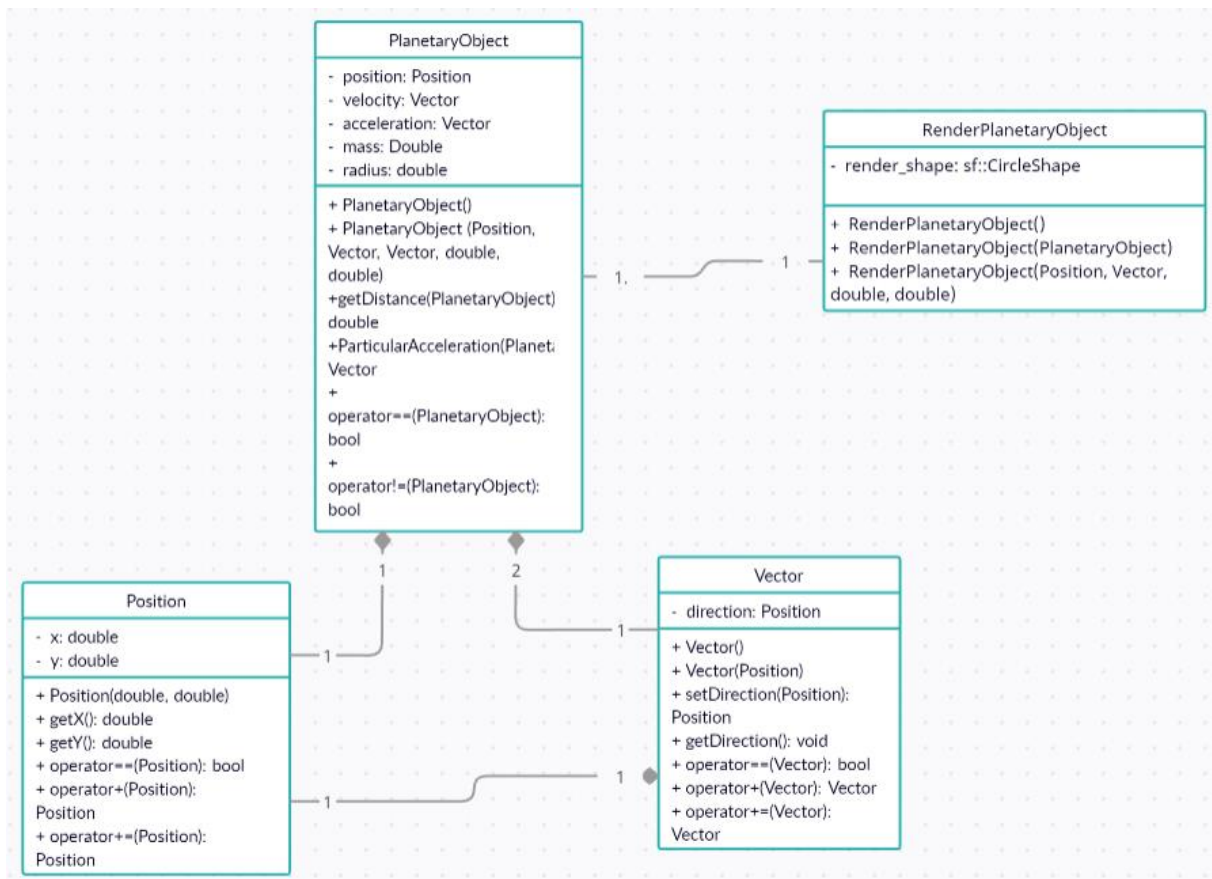 PlanetaryObject
- position: Position
- velocity: Vector
- acceleration: Vector
- mass: Double
- radius: double
+ PlanetaryObject()
+ PlanetaryObject (Position,
Vector, Vector, double,
double)
+getDistance(PlanetaryObject)
double
+ParticularAcceleration(Planet
Vector
+
operator==(PlanetaryObject):
bool
+
operator!=(PlanetaryObject):
bool
RenderPlanetaryObject
- render_shape: sf::CircleShape
+ RenderPlanetaryObject()
+ RenderPlanetaryObject(PlanetaryObject)
+ RenderPlanetaryObject(Position, Vector,
double, double)
1.
1
1
2
Position
- x: double
- y: double
+ Position(double, double)
+ getX(): double
+ getY(): double
+ operator==(Position): bool
+ operator+(Position):
Position
+ operator+=(Position):
Position
1
1
Vector
- direction: Position
+ Vector()
+ Vector(Position)
+ setDirection(Position):
Position
+ getDirection(): void
+ operator==(Vector): bool
+ operator+(Vector): Vector
+ operator+=(Vector):
Vector
1
1